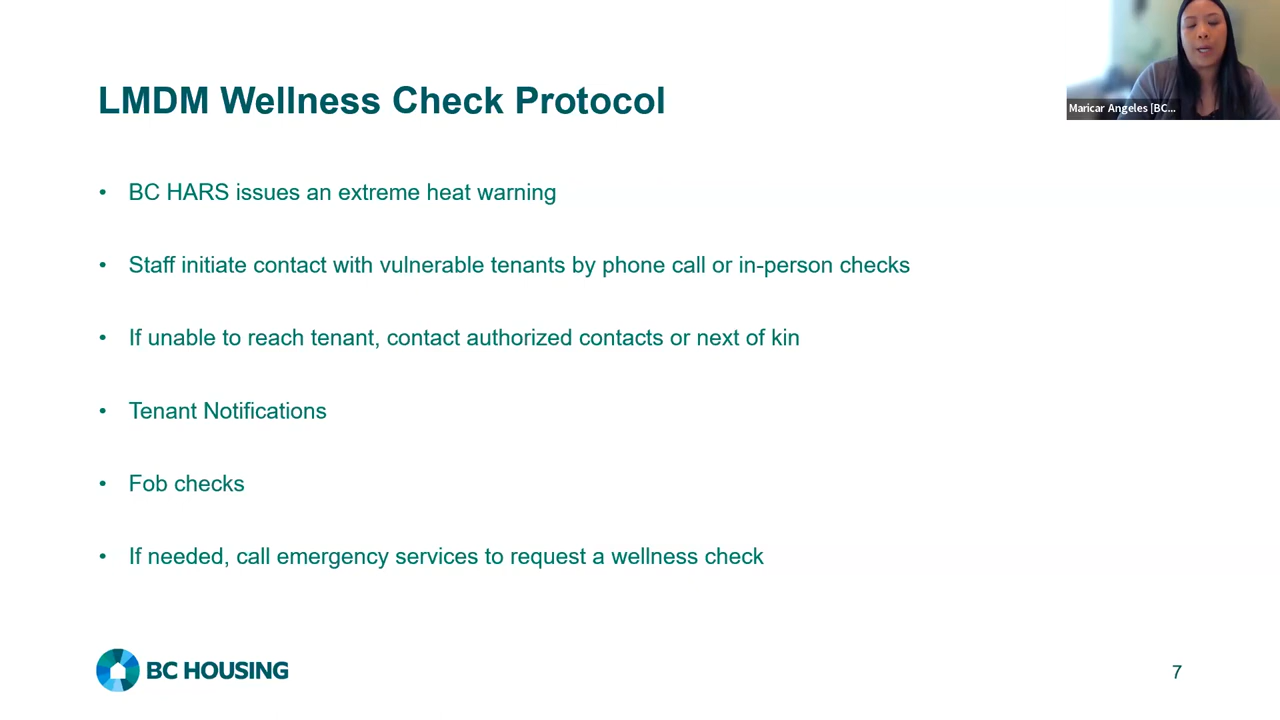 LMDM Wellness Check Protocol
Maricar Angeles [BC...
• BC HARS issues an extreme heat warning
• Staff initiate contact with vulnerable tenants by phone call or in-person checks
• If unable to reach tenant, contact authorized contacts or next of kin
• Tenant Notifications
• Fob checks
• If needed, call emergency services to request a wellness check
BC HOUSING
7